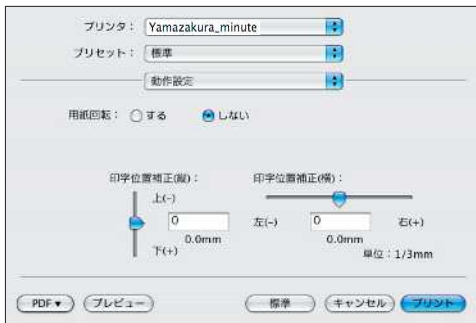 プリンタ： Yamazakura_minute
プリセット： 標準
動作設定
用紙回転： する しない
印字位置補正(縦)： 印字位置補正(横)：
上(-)
0 左(-) 0 右(+)
0.0mm 0.0mm
下(+) 単位：1/3mm
PDF▼ プレビュー 標準 キャンセル プリント